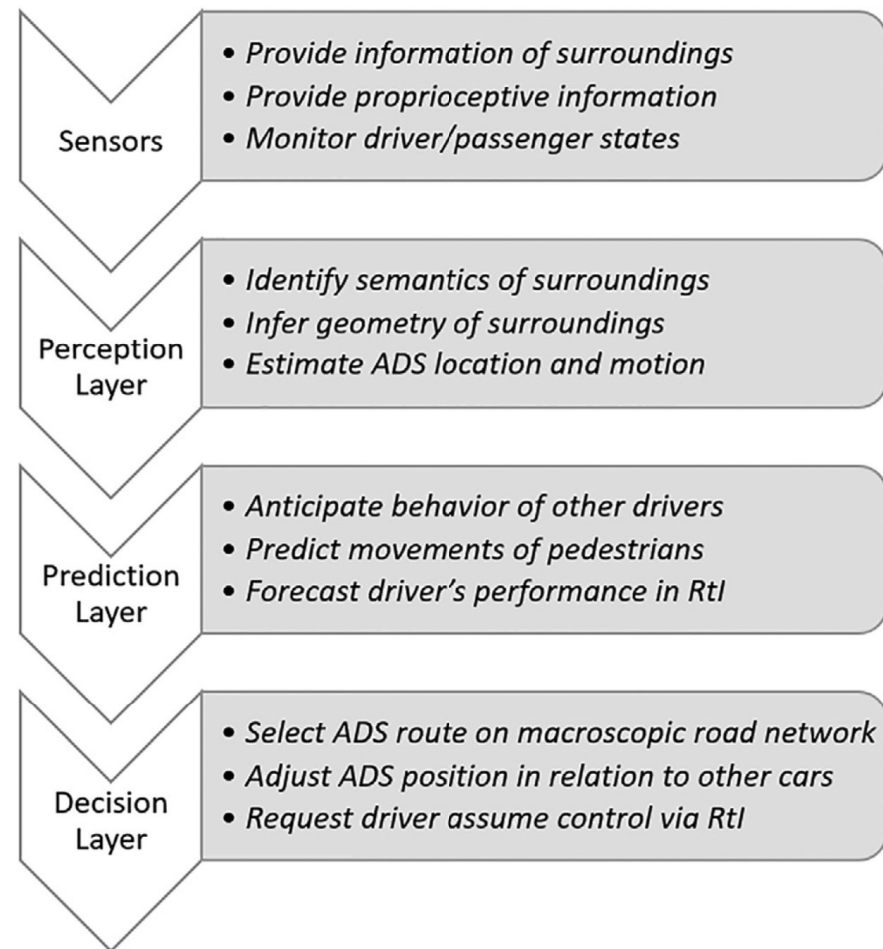 Sensors
• Provide information of surroundings
• Provide proprioceptive information
• Monitor driver/passenger states
Perception
Layer
• Identify semantics of surroundings
• Infer geometry of surroundings
• Estimate ADS location and motion
Prediction
Layer
• Anticipate behavior of other drivers
• Predict movements of pedestrians
• Forecast driver's performance in RtI
Decision
Layer
• Select ADS route on macroscopic road network
• Adjust ADS position in relation to other cars
• Request driver assume control via RtI